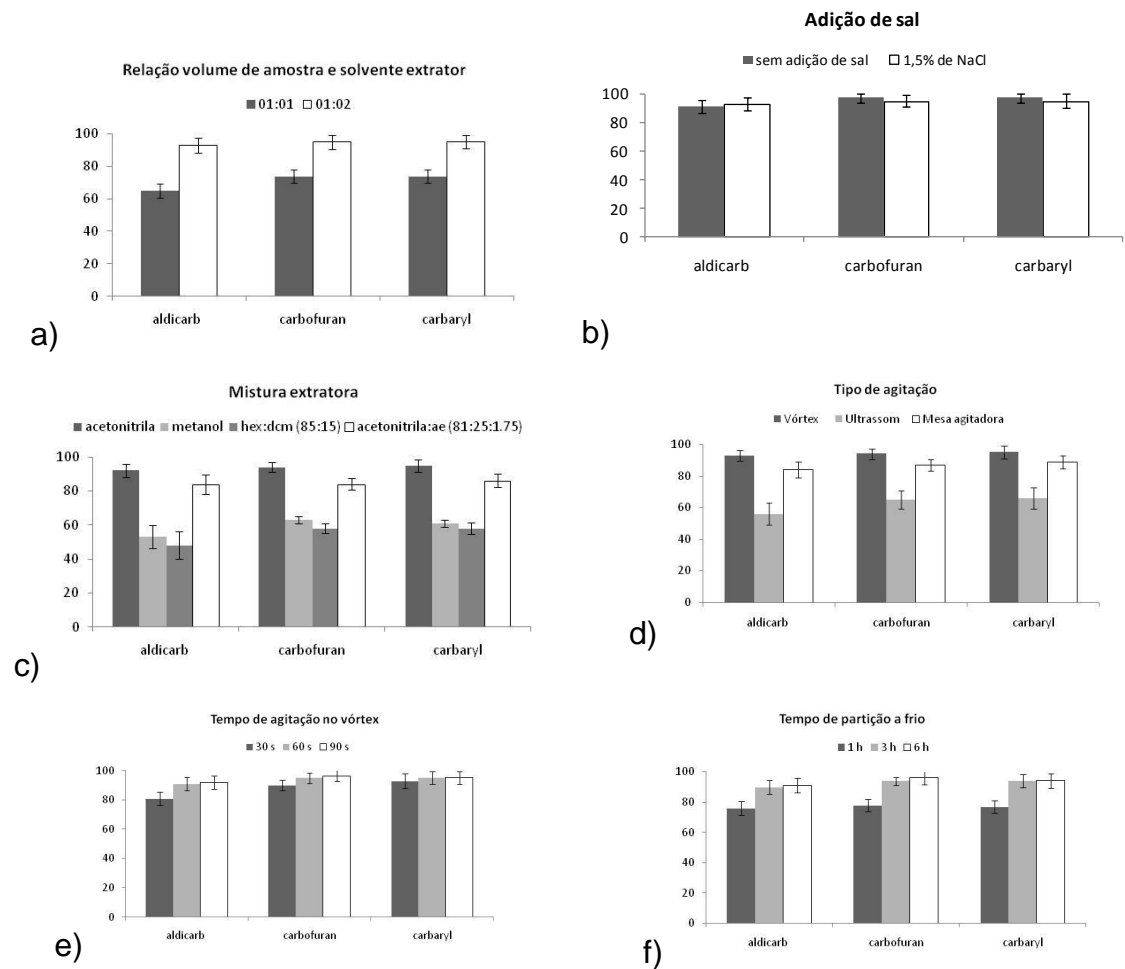 Relação volume de amostra e solvente extrator
01:01 01:02
100
80
60
40
20
0
aldicarb carbofuran carbaryl
a)
Adição de sal
sem adição de sal 1,5% de NaCl
100
80
60
40
20
0
aldicarb carbofuran carbaryl
b)
Mistura extratora
acetonitrila metanol hex:dcm (85:15) acetonitrila:ae (81:25:1.75)
100
80
60
40
20
0
aldicarb carbofuran carbaryl
c)
Tipo de agitação
Vórtex Ultrassom Mesa agitadora
100
80
60
40
20
0
aldicarb carbofuran carbaryl
d)
Tempo de agitação no vórtex
30 s 60 s 90 s
100
80
60
40
20
0
aldicarb carbofuran carbaryl
e)
Tempo de partição a frio
1 h 3 h 6 h
100
80
60
40
20
0
aldicarb carbofuran carbaryl
f)